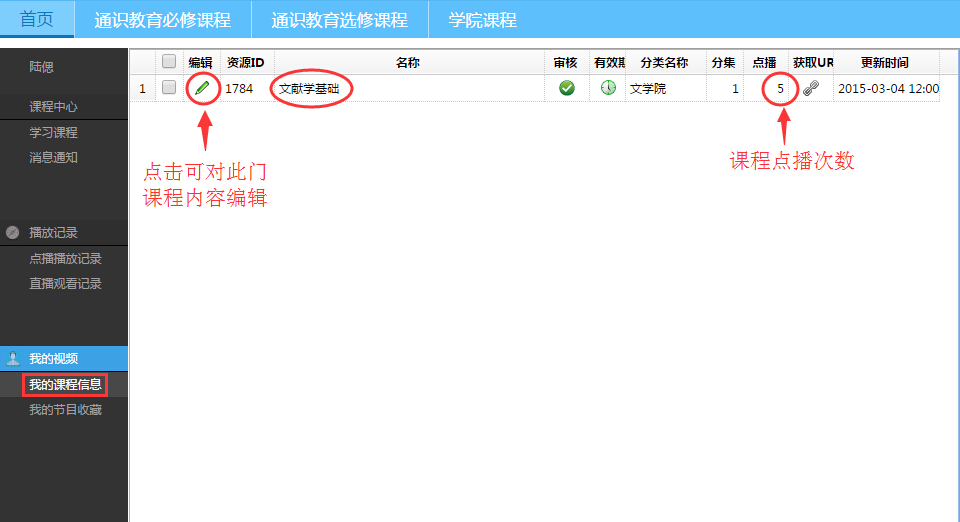 首页 通识教育必修课程 通识教育选修课程 学院课程
陆偲
课程中心
学习课程
消息通知
播放记录
点播播放记录
直播观看记录
我的视频
我的课程信息
我的节目收藏
编辑 资源ID 名称 审核 有效期 分类名称 分集 点播 获取UR 更新时间
1 1784 文献学基础 文学院 1 5 2015-03-04 12:00
点击可对此门
课程内容编辑
课程点播次数